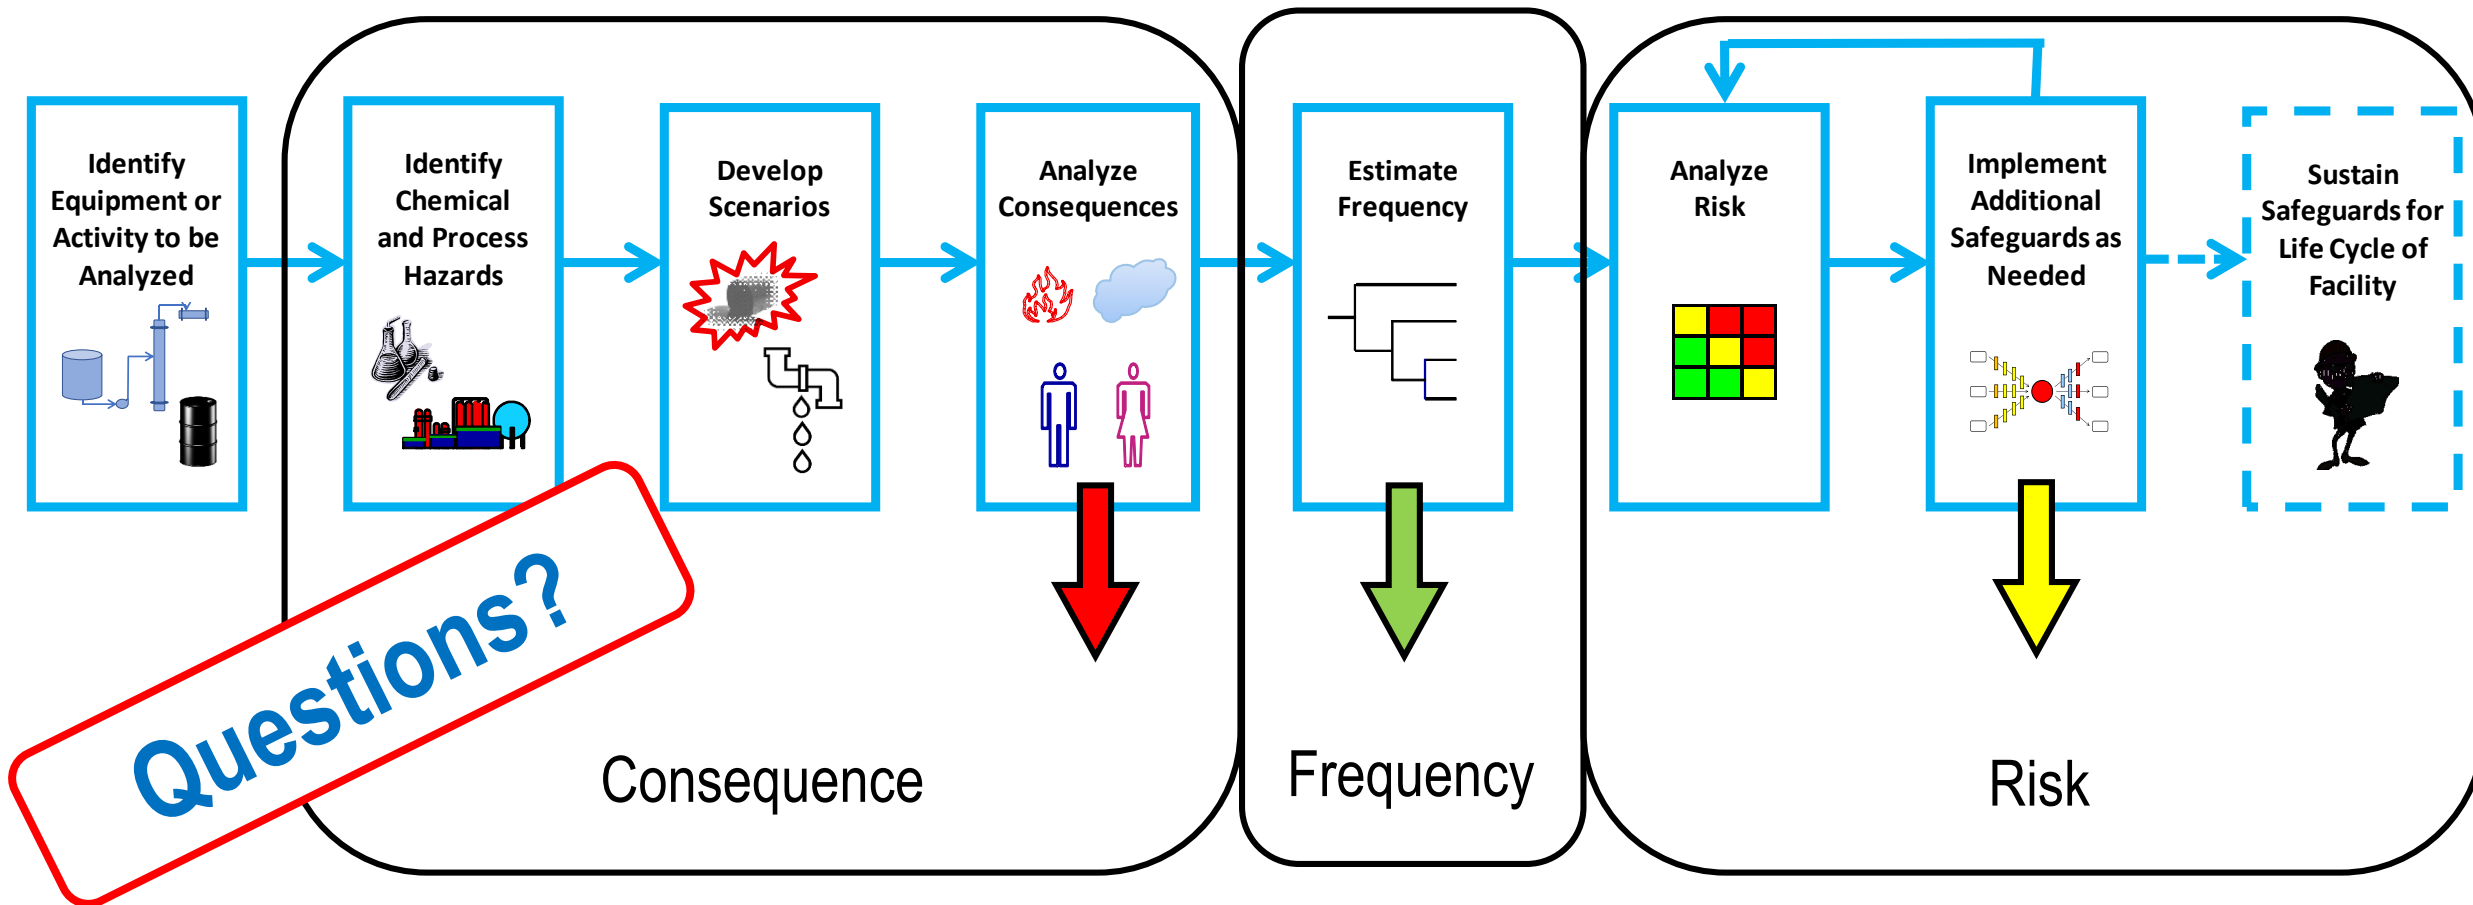 Identify
Equipment or
Activity to be
Analyzed
Identify
Chemical
and Process
Hazards
Develop
Scenarios
Analyze
Consequences
Estimate
Frequency
Analyze
Risk
Implement
Additional
Safeguards as
Needed
Sustain
Safeguards for
Life Cycle of
Facility
Questions?
Consequence
Frequency
Risk